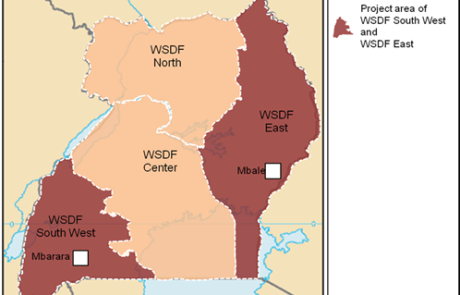 Project area of
WSDF South West
and
WSDF East
WSDF
North
WSDF
East
WSDF
Center
Mbale
WSDF
South West
Mbarara